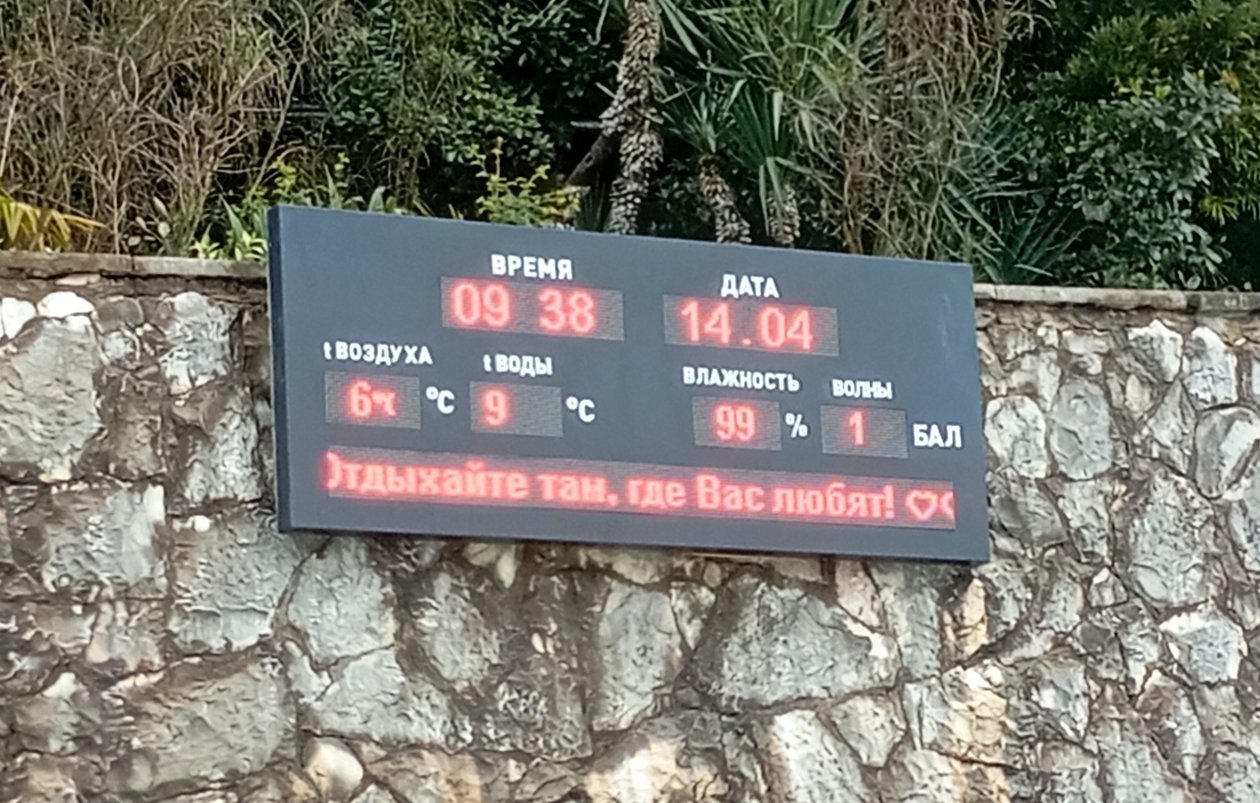 ВРЕМЯ ДАТА
09 38 14.04
t ВОЗДУХА t ВОДЫ ВЛАЖНОСТЬ ВОЛНЫ
6 °C 9 °C 99 % 1 БАЛ
Отдыхайте там, где Вас любят! ♡